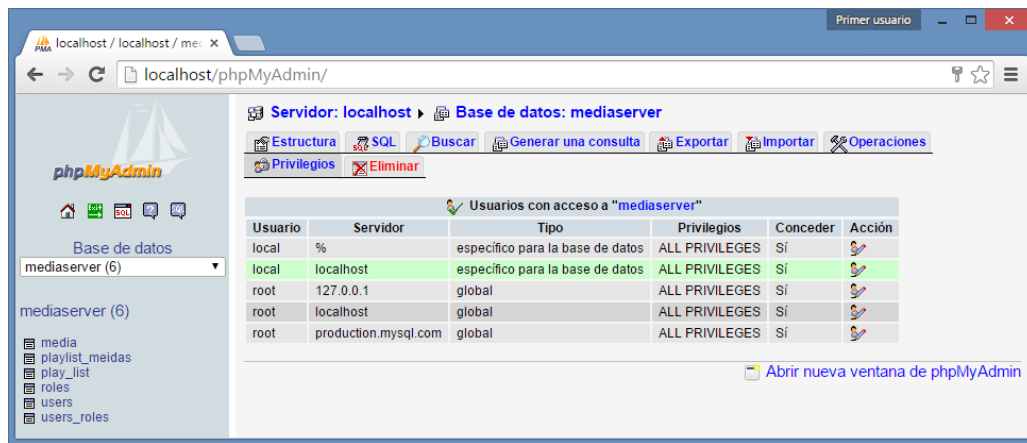 Primer usuario
PMA localhost / localhost / med
localhost/phpMyAdmin/
phpMyAdmin
Base de datos
mediaserver (6)
mediaserver (6)
media
playlist_meidas
play_list
roles
users
users_roles
Servidor: localhost Base de datos: mediaserver
Estructura SQL Buscar Generar una consulta Exportar Importar Operaciones
Privilegios Eliminar
Usuarios con acceso a "mediaserver"
Usuario Servidor Tipo Privilegios Conceder Acción
local % específico para la base de datos ALL PRIVILEGES Sí
local localhost específico para la base de datos ALL PRIVILEGES Sí
root 127.0.0.1 global ALL PRIVILEGES Sí
root localhost global ALL PRIVILEGES Sí
root production.mysql.com global ALL PRIVILEGES Sí
Abrir nueva ventana de phpMyAdmin